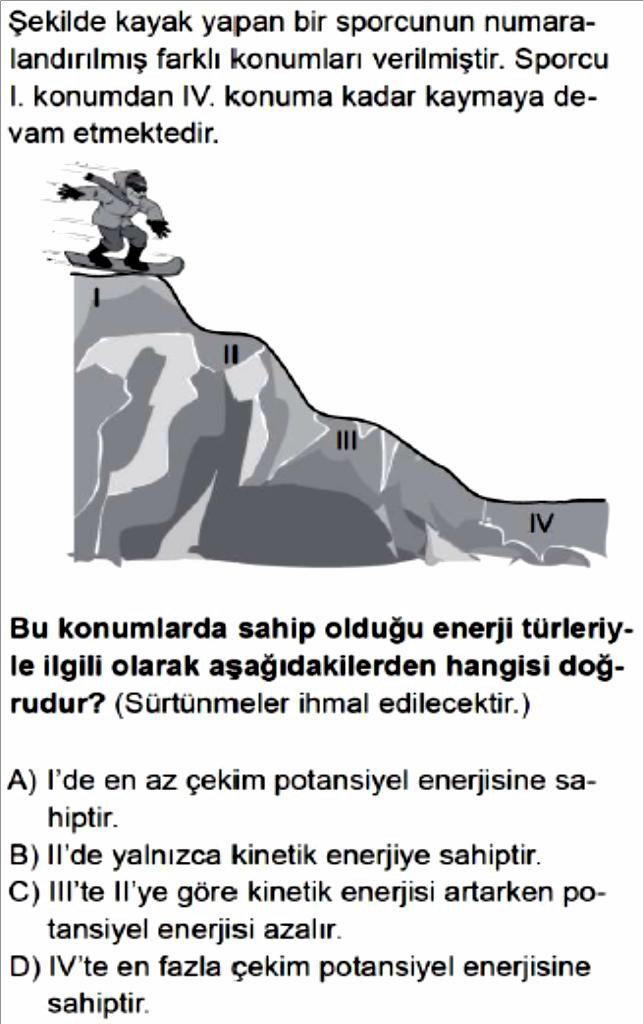 Şekilde kayak yapan bir sporcunun numara-
landırılmış farklı konumları verilmiştir. Sporcu
I. konumdan IV. konuma kadar kaymaya de-
vam etmektedir.
I
II
III
IV
Bu konumlarda sahip olduğu enerji türleriy-
le ilgili olarak aşağıdakilerden hangisi doğ-
rudur? (Sürtünmeler ihmal edilecektir.)
A) I'de en az çekim potansiyel enerjisine sa-
hiptir.
B) II'de yalnızca kinetik enerjiye sahiptir.
C) III'te II'ye göre kinetik enerjisi artarken po-
tansiyel enerjisi azalır.
D) IV'te en fazla çekim potansiyel enerjisine
sahiptir.